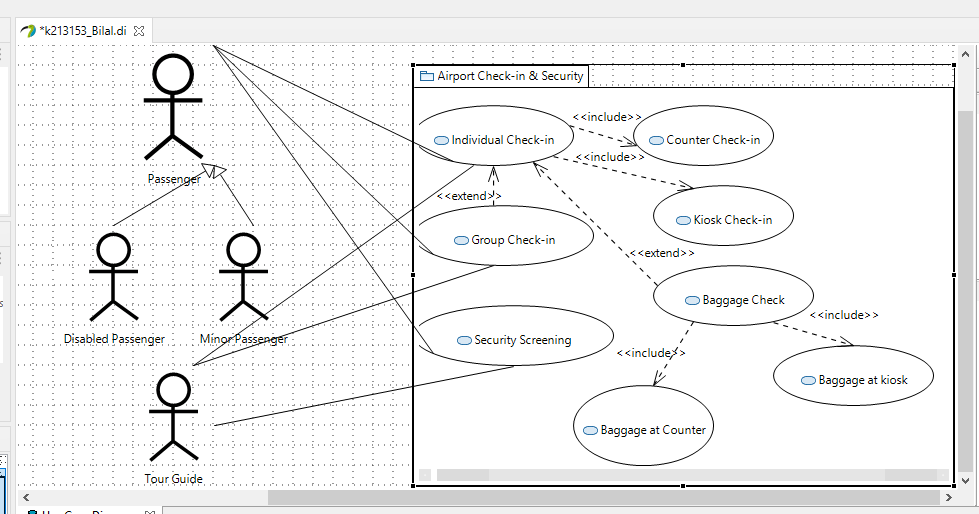 *k213153_Bilal.di
Airport Check-in & Security
Passenger
Disabled Passenger
Minor Passenger
Tour Guide
Individual Check-in
<<include>>
Counter Check-in
<<include>>
Kiosk Check-in
<<extend>>
Group Check-in
<<extend>>
Baggage Check
<<include>>
Baggage at kiosk
Security Screening
<<include>>
Baggage at Counter